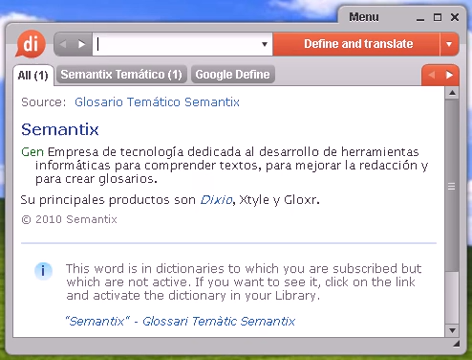 Menu
di
Define and translate
All (1) Semantix Temático (1) Google Define
Source: Glosario Temático Semantix
Semantix
Gen Empresa de tecnología dedicada al desarrollo de herramientas
informáticas para comprender textos, para mejorar la redacción y
para crear glosarios.
Su principales productos son Dixio, Xtyle y Gloxr.
© 2010 Semantix
i This word is in dictionaries to which you are subscribed but
which are not active. If you want to see it, click on the link
and activate the dictionary in your Library.
"Semantix" - Glossari Temàtic Semantix